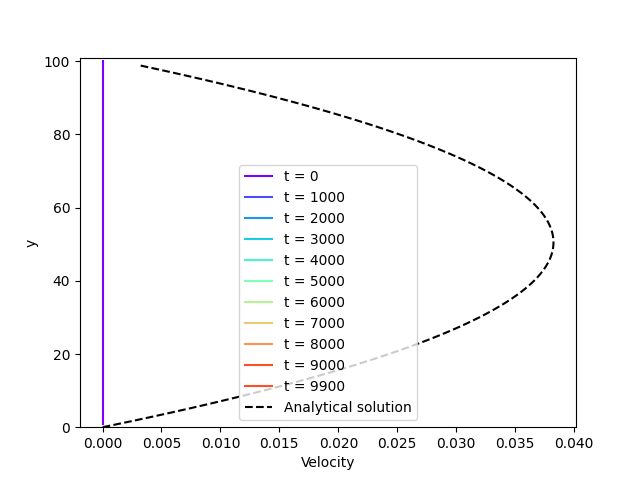 100
80
60
40
20
0
y
t = 0
t = 1000
t = 2000
t = 3000
t = 4000
t = 5000
t = 6000
t = 7000
t = 8000
t = 9000
t = 9900
Analytical solution
0.000 0.005 0.010 0.015 0.020 0.025 0.030 0.035 0.040
Velocity